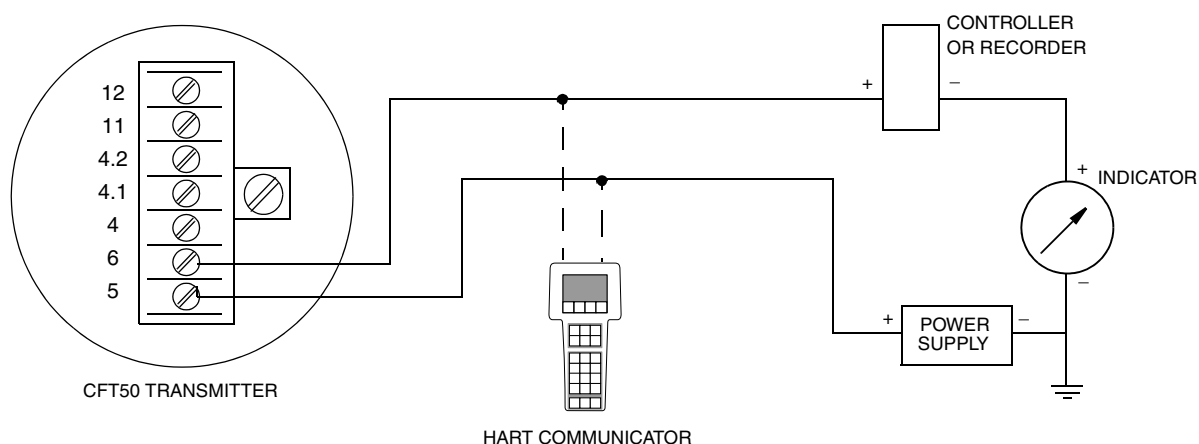 CONTROLLER
OR RECORDER
+
–
12
11
4.2
4.1
4
6
5
+
INDICATOR
–
+
POWER
SUPPLY
–
CFT50 TRANSMITTER
HART COMMUNICATOR